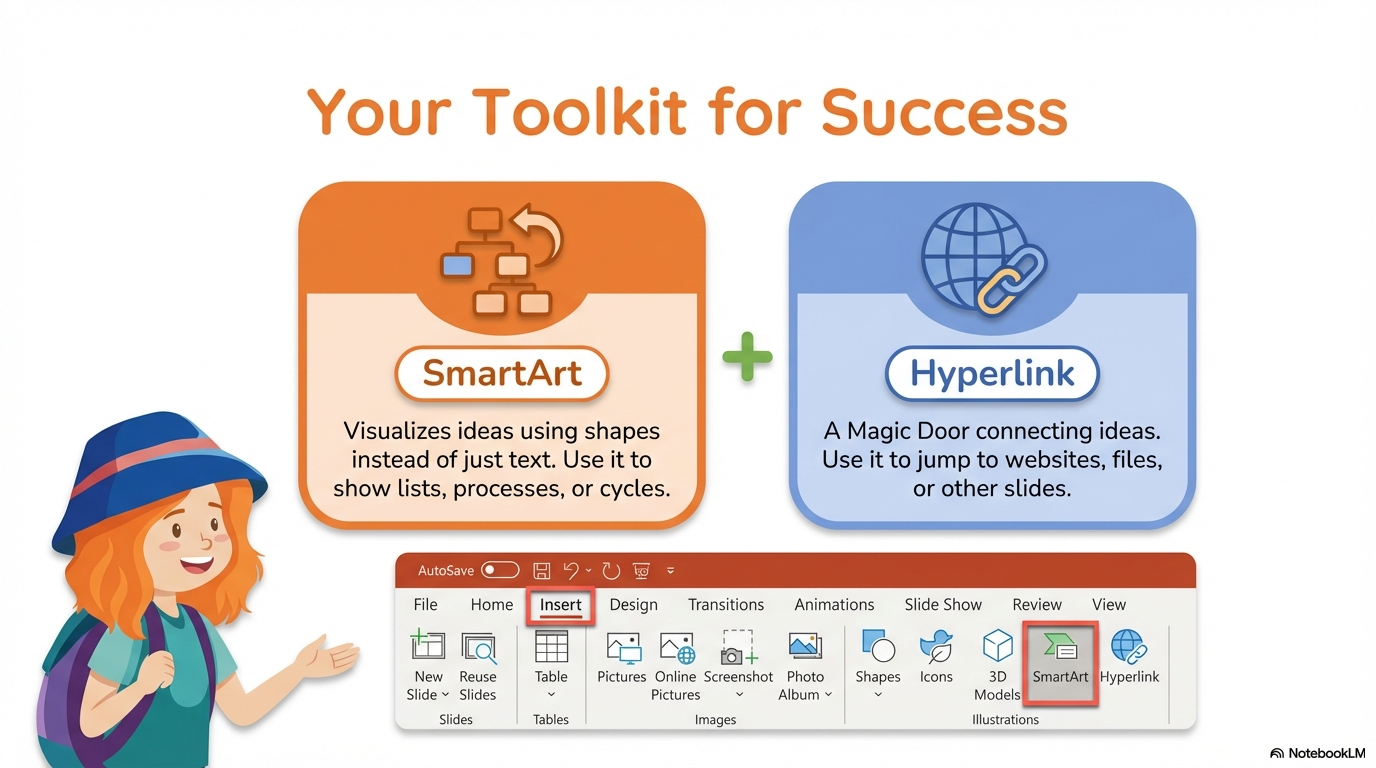 Your Toolkit for Success
SmartArt
Visualizes ideas using shapes
instead of just text. Use it to
show lists, processes, or cycles.
Hyperlink
A Magic Door connecting ideas.
Use it to jump to websites, files,
or other slides.
AutoSave
File Home Insert Design Transitions Animations Slide Show Review View
New Slide
Reuse Slides
Table
Pictures
Online Pictures
Screenshot
Photo Album
Shapes
Icons
3D Models
SmartArt
Hyperlink
Slides Tables Images Illustrations
NotebookLM